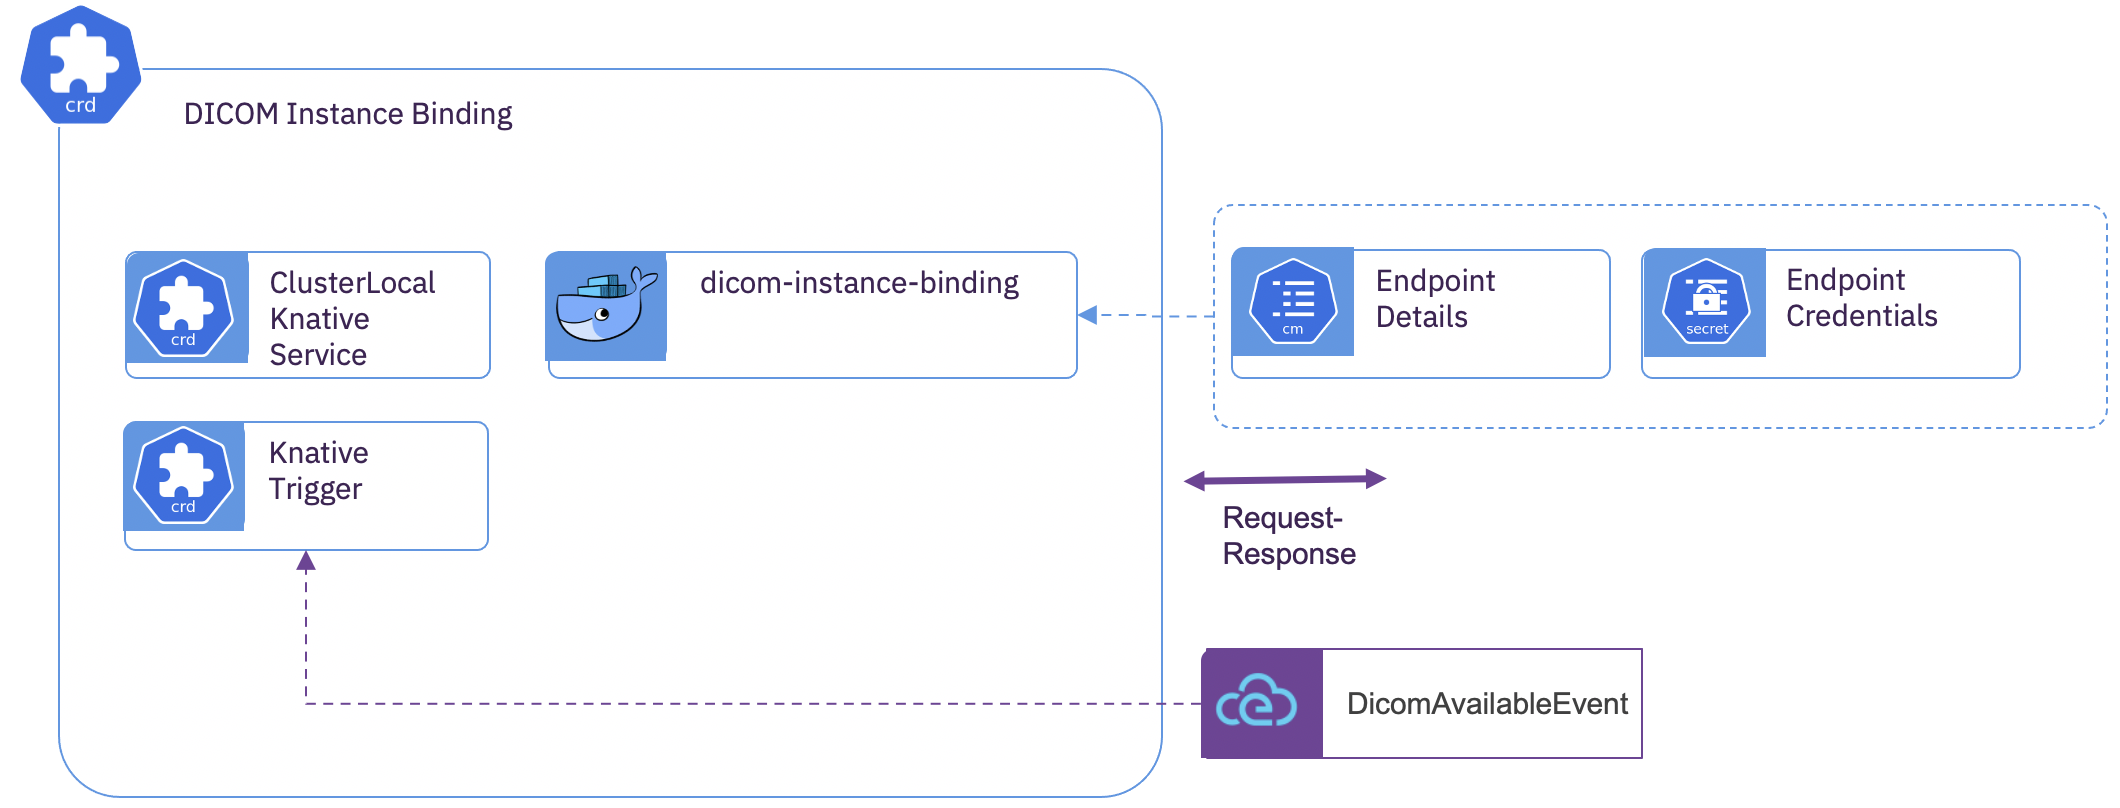 crd
DICOM Instance Binding
crd
ClusterLocal
Knative
Service
dicom-instance-binding
cm
Endpoint
Details
secret
Endpoint
Credentials
crd
Knative
Trigger
Request-
Response
DicomAvailableEvent